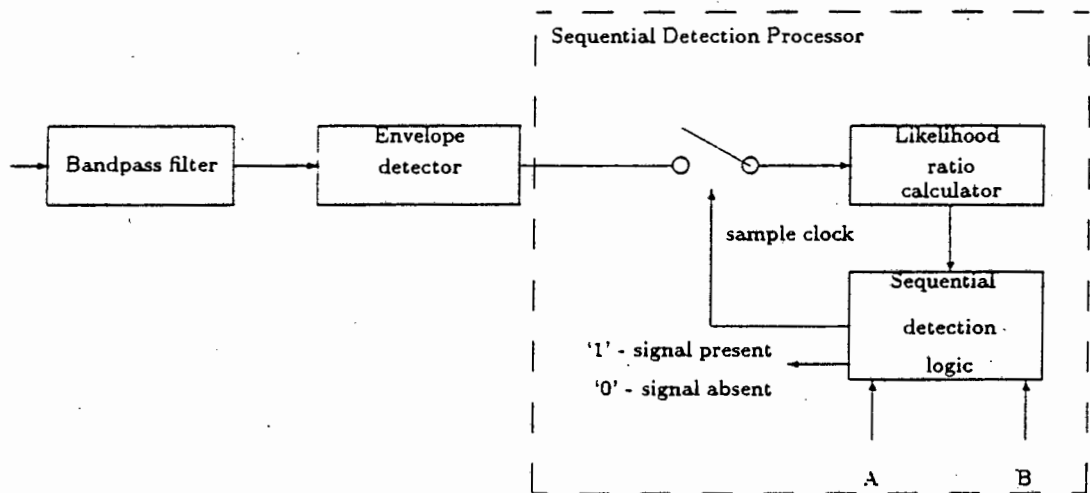 Sequential Detection Processor
Bandpass filter
Envelope
detector
Likelihood
ratio
calculator
sample clock
Sequential
detection
logic
'1' - signal present
'0' - signal absent
A
B